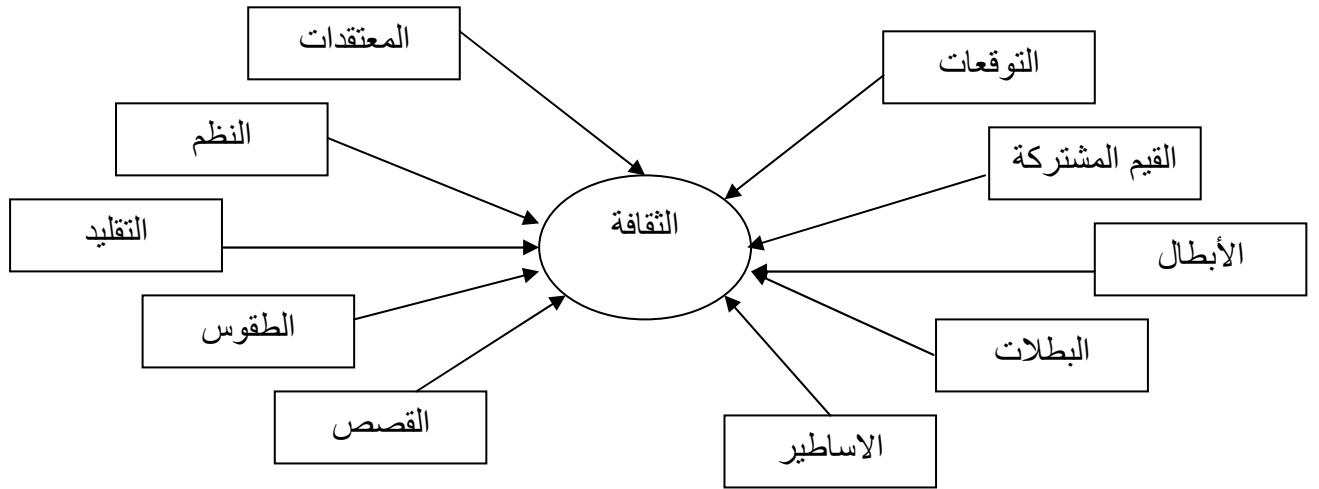 المعتقدات
التوقعات
النظم
القيم المشتركة
التقليد
الثقافة
الأبطال
الطقوس
البطلات
القصص
الاساطير